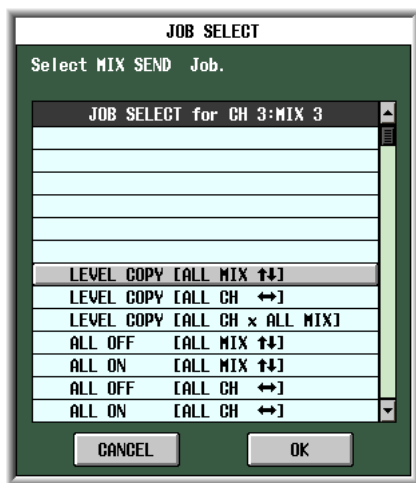 JOB SELECT
Select MIX SEND Job.
JOB SELECT for CH 3:MIX 3
LEVEL COPY [ALL MIX ↑↓]
LEVEL COPY [ALL CH ↔]
LEVEL COPY [ALL CH x ALL MIX]
ALL OFF [ALL MIX ↑↓]
ALL ON [ALL MIX ↑↓]
ALL OFF [ALL CH ↔]
ALL ON [ALL CH ↔]
CANCEL OK